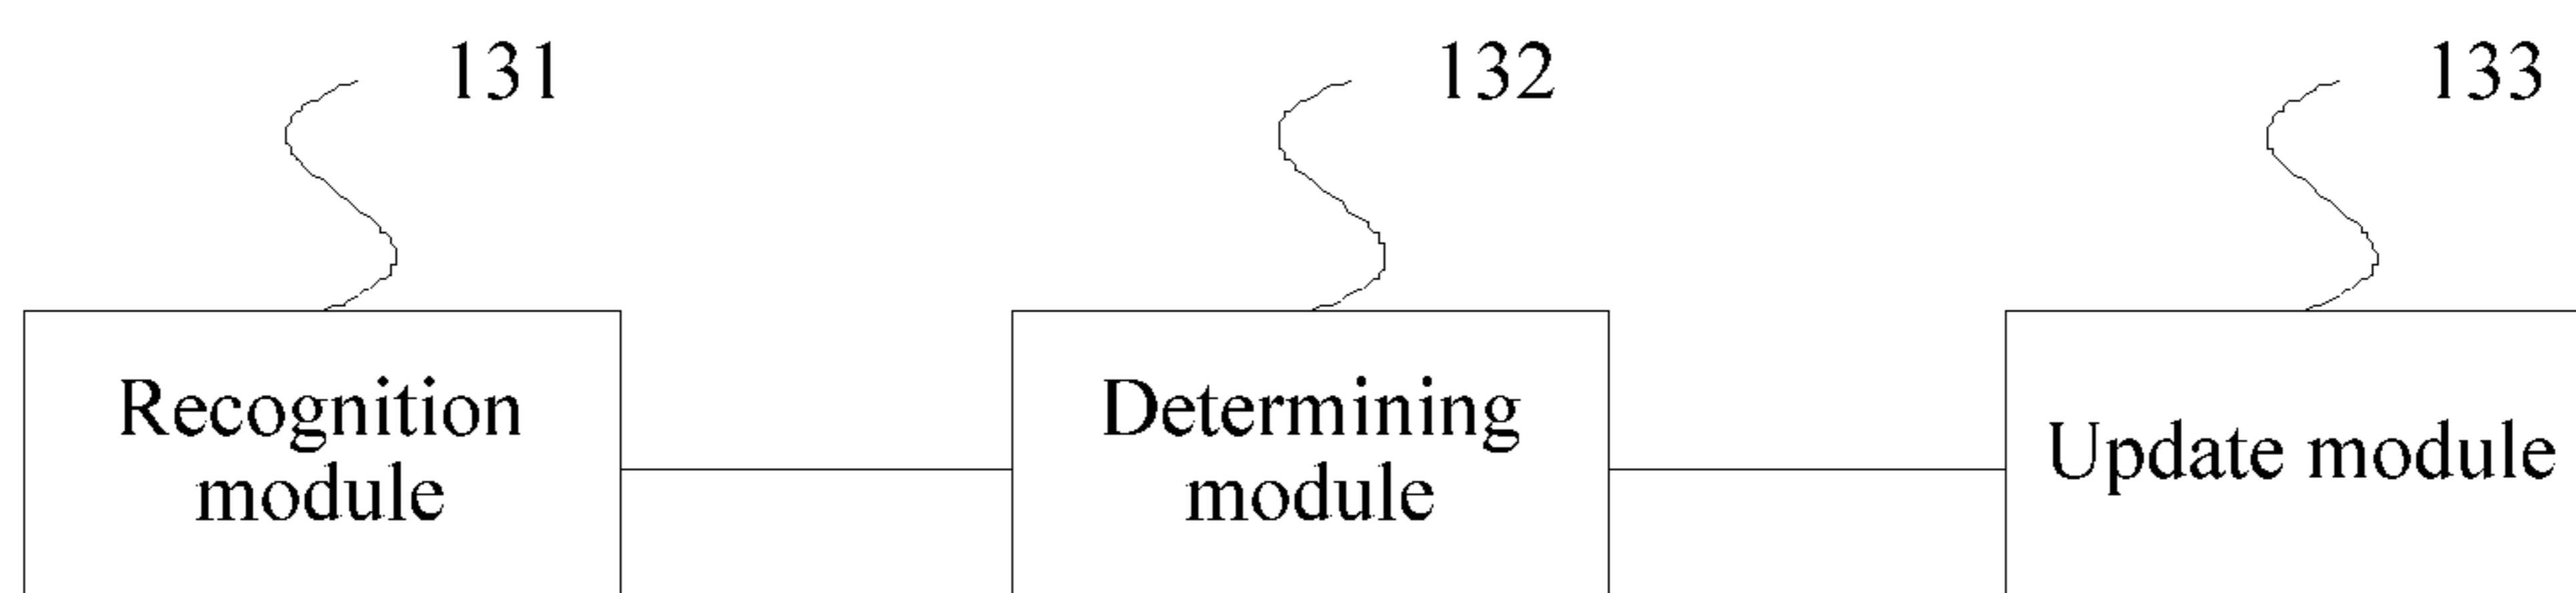 131
132
133
Recognition
module
Determining
module
Update module